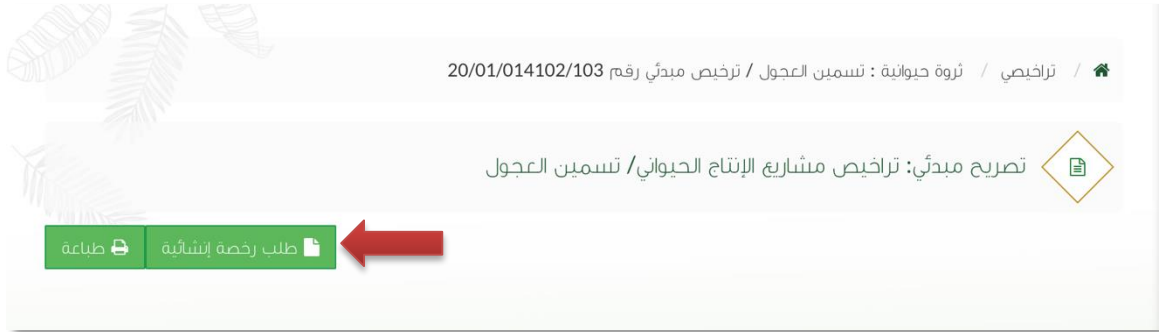 تراخيصي / ثروة حيوانية : تسمين العجول / ترخيص مبدئي رقم 20/01/014102/103
تصريح مبدئي: تراخيص مشاريع الإنتاج الحيواني/ تسمين العجول
طلب رخصة إنشائية طباعة